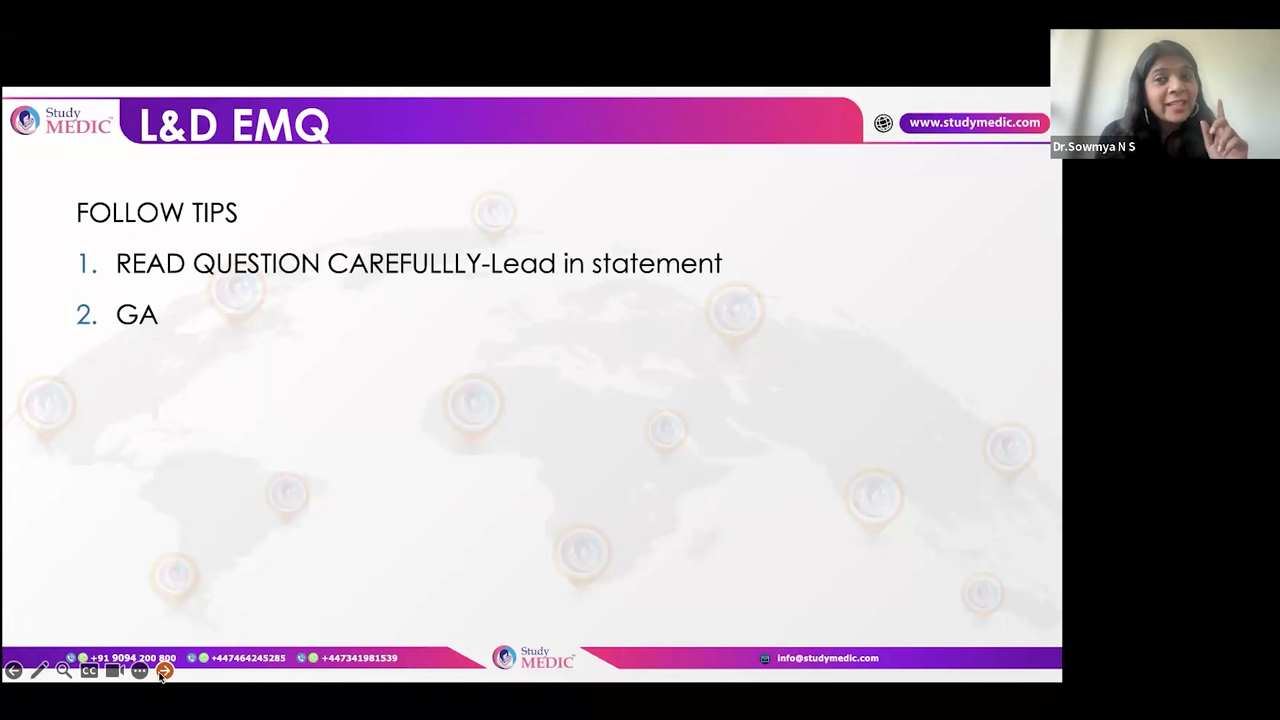 Study
MEDIC
L&D EMQ
www.studymedic.com
Dr.Sowmya N S
FOLLOW TIPS
1. READ QUESTION CAREFULLLY-Lead in statement
2. GA
+91 9094 200 800
+447464245285
+447341981539
Study
MEDIC
info@studymedic.com
CC